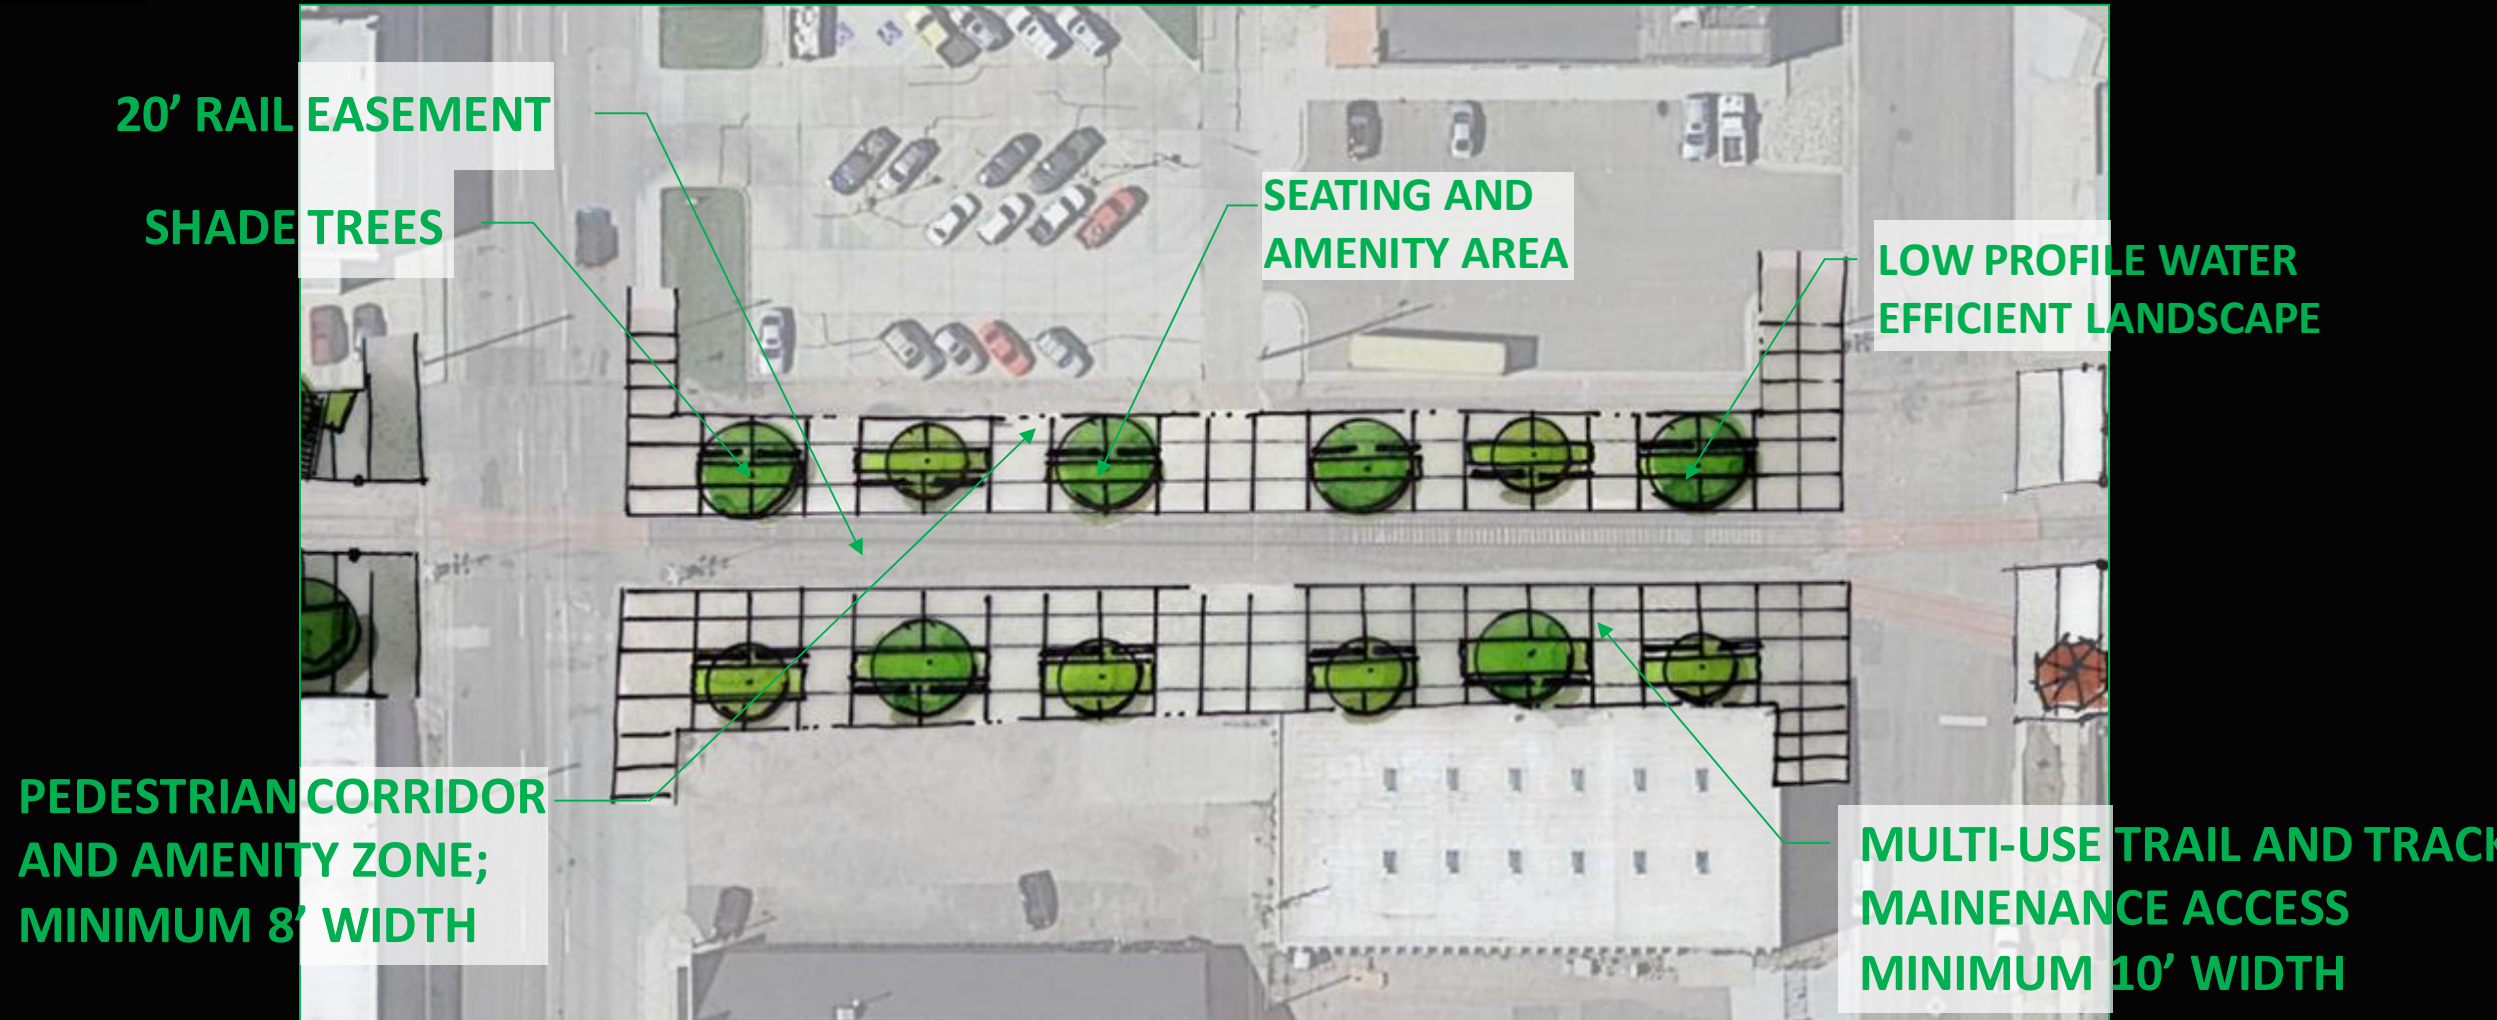 20’ RAIL EASEMENT
SHADE TREES
SEATING AND
AMENITY AREA
LOW PROFILE WATER
EFFICIENT LANDSCAPE
PEDESTRIAN CORRIDOR
AND AMENITY ZONE;
MINIMUM 8’ WIDTH
MULTI-USE TRAIL AND TRACK
MAINENANCE ACCESS
MINIMUM 10’ WIDTH